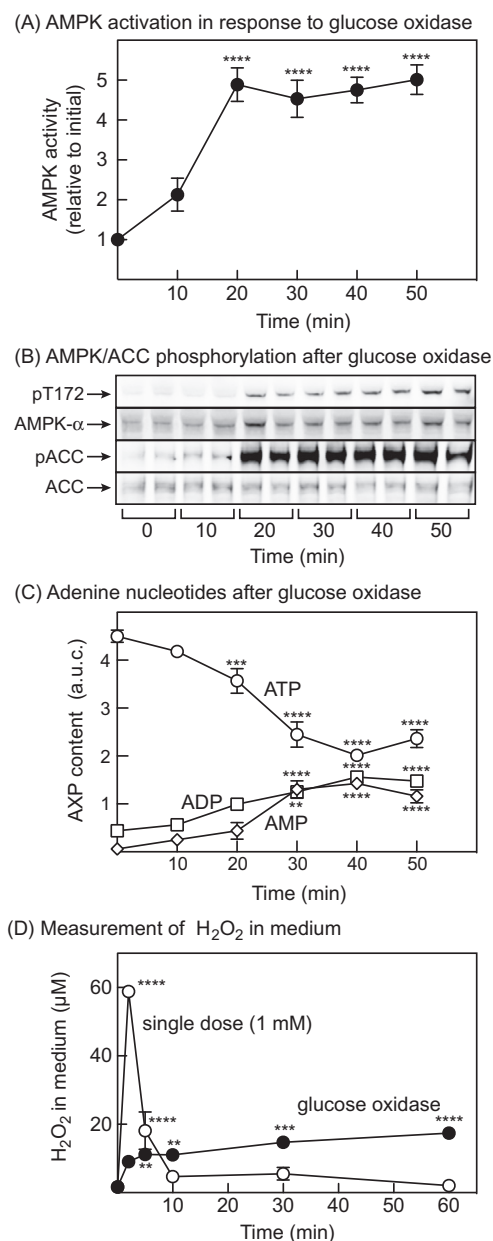 (A) AMPK activation in response to glucose oxidase
AMPK activity
(relative to initial)
5
4
3
2
1
****
****
****
****
10 20 30 40 50
Time (min)
(B) AMPK/ACC phosphorylation after glucose oxidase
pT172
AMPK-α
pACC
ACC
0 10 20 30 40 50
Time (min)
(C) Adenine nucleotides after glucose oxidase
AXP content (a.u.c.)
4
3
2
1
***
ATP
****
****
****
ADP
AMP
****
**
****
****
****
****
10 20 30 40 50
Time (min)
(D) Measurement of H2O2 in medium
H2O2 in medium (µM)
60
40
20
****
single dose (1 mM)
****
**
**
glucose oxidase
***
****
10 20 30 40 50 60
Time (min)